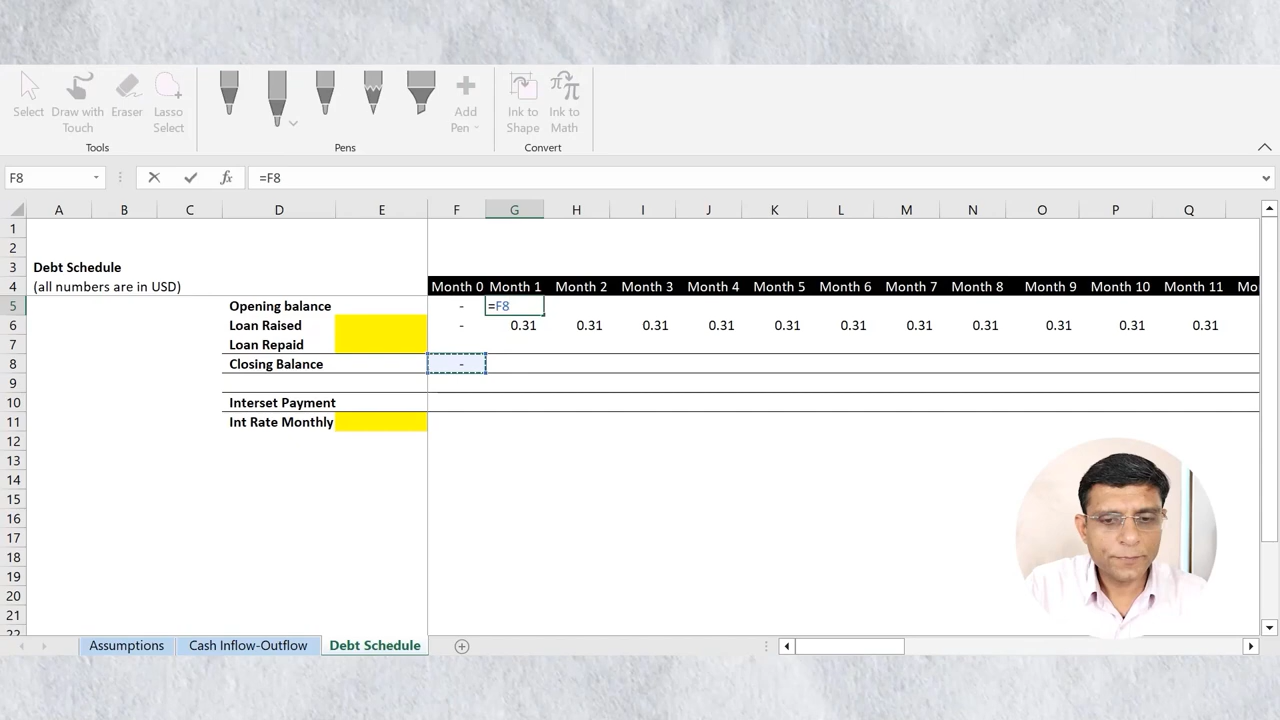 Select
Draw with Touch
Eraser
Lasso Select
Add Pen
Ink to Shape
Ink to Math
Tools
Pens
Convert
F8
fx
=F8
A B C D E F G H I J K L M N O P Q
1
2
3 Debt Schedule
4 (all numbers are in USD) Month 0 Month 1 Month 2 Month 3 Month 4 Month 5 Month 6 Month 7 Month 8 Month 9 Month 10 Month 11 Mo
5 Opening balance - =F8
6 Loan Raised - 0.31 0.31 0.31 0.31 0.31 0.31 0.31 0.31 0.31 0.31 0.31
7 Loan Repaid
8 Closing Balance -
9
10 Interset Payment
11 Int Rate Monthly
12
13
14
15
16
17
18
19
20
21
22
Assumptions Cash Inflow-Outflow Debt Schedule